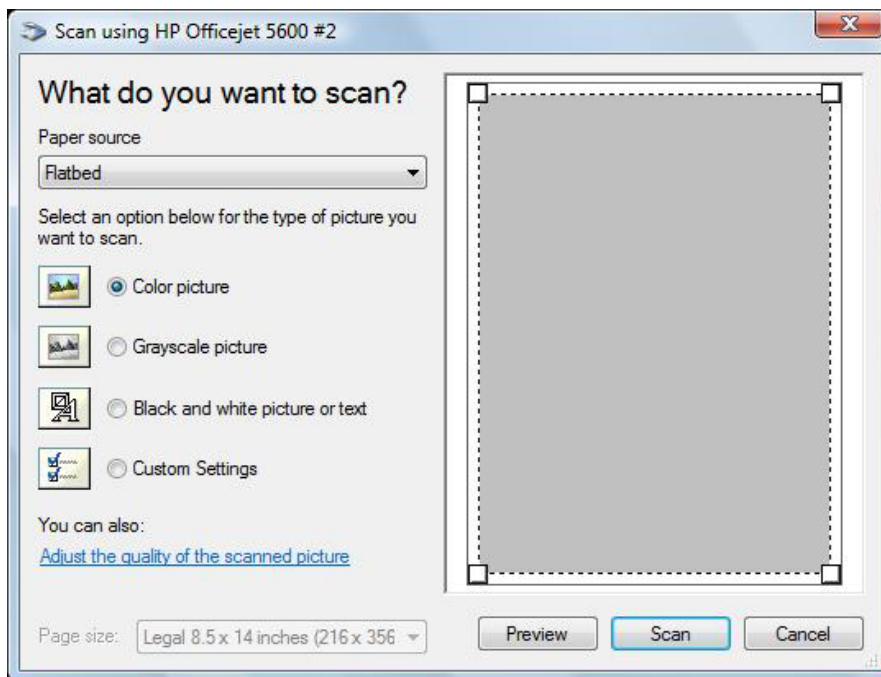 Scan using HP Officejet 5600 #2
What do you want to scan?
Paper source
Flatbed
Select an option below for the type of picture you
want to scan.
Color picture
Grayscale picture
Black and white picture or text
Custom Settings
You can also:
Adjust the quality of the scanned picture
Page size: Legal 8.5 x 14 inches (216 x 356
Preview Scan Cancel